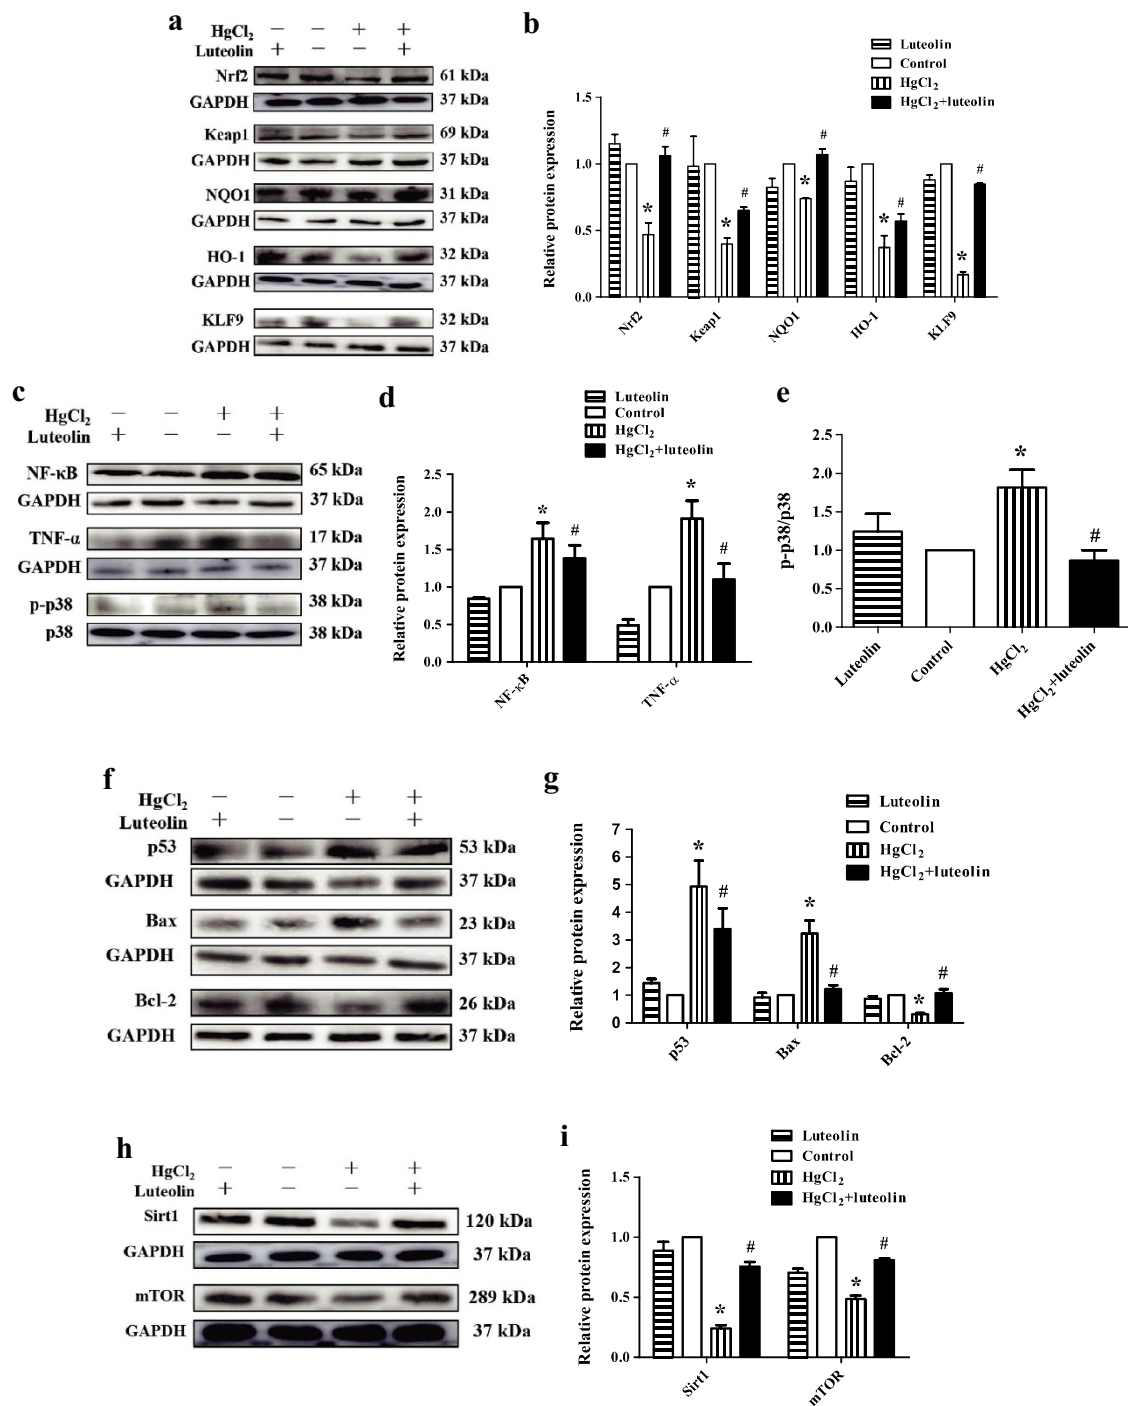 a
HgCl2 − − + +
Luteolin + − − +
Nrf2 61 kDa
GAPDH 37 kDa
Keap1 69 kDa
GAPDH 37 kDa
NQO1 31 kDa
GAPDH 37 kDa
HO-1 32 kDa
GAPDH 37 kDa
KLF9 32 kDa
GAPDH 37 kDa
b
Luteolin
Control
HgCl2
HgCl2+luteolin
Relative protein expression
1.5
1.0
0.5
0.0
* # * # * # * # * #
Nrf2 Keap1 NQO1 HO-1 KLF9
c
HgCl2 − − + +
Luteolin + − − +
NF-κB 65 kDa
GAPDH 37 kDa
TNF-α 17 kDa
GAPDH 37 kDa
p-p38 38 kDa
p38 38 kDa
d
Luteolin
Control
HgCl2
HgCl2+luteolin
Relative protein expression
2.5
2.0
1.5
1.0
0.5
0.0
* # * #
NF-κB TNF-α
e
p-p38/p38
2.5
2.0
1.5
1.0
0.5
0.0
* #
Luteolin Control HgCl2 HgCl2+luteolin
f
HgCl2 − − + +
Luteolin + − − +
p53 53 kDa
GAPDH 37 kDa
Bax 23 kDa
GAPDH 37 kDa
Bcl-2 26 kDa
GAPDH 37 kDa
g
Luteolin
Control
HgCl2
HgCl2+luteolin
Relative protein expression
7
6
5
4
3
2
1
0
* # * # * #
p53 Bax Bcl-2
h
HgCl2 − − + +
Luteolin + − − +
Sirt1 120 kDa
GAPDH 37 kDa
mTOR 289 kDa
GAPDH 37 kDa
i
Luteolin
Control
HgCl2
HgCl2+luteolin
Relative protein expression
1.5
1.0
0.5
0.0
* # * #
Sirt1 mTOR